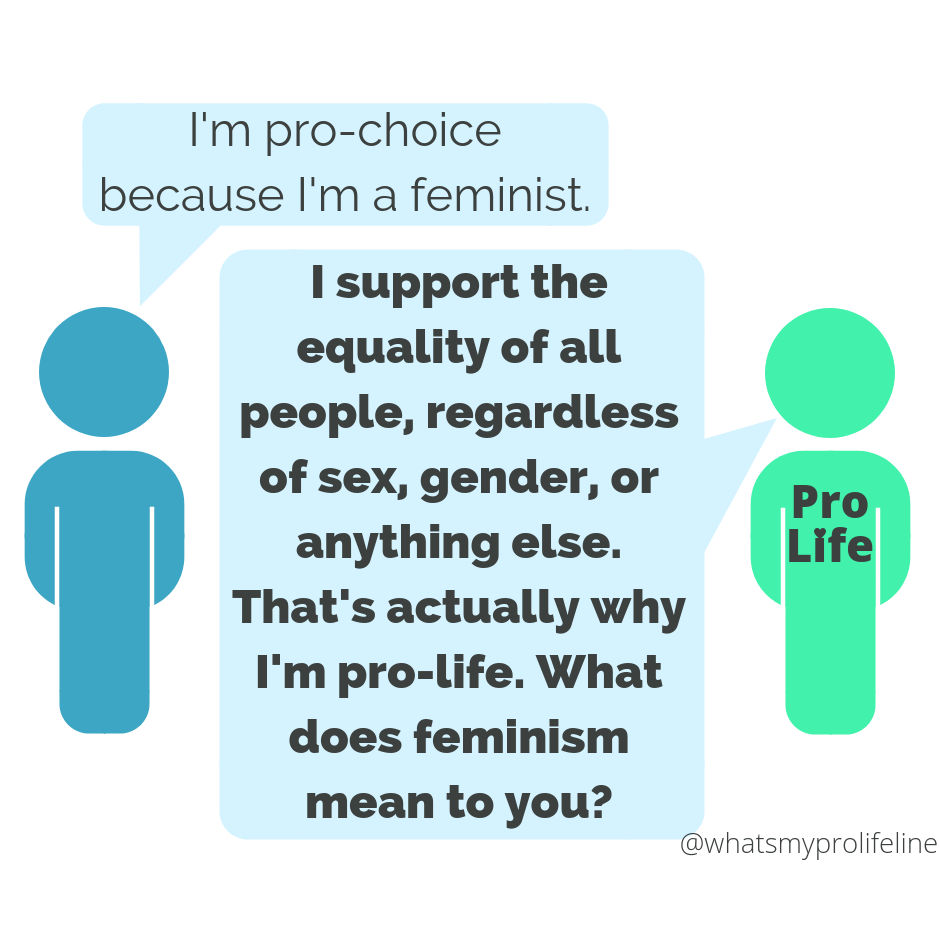 I'm pro-choice
because I'm a feminist.
I support the
equality of all
people, regardless
of sex, gender, or
anything else.
That's actually why
I'm pro-life. What
does feminism
mean to you?
Pro
Life
@whatsmyprolifeline